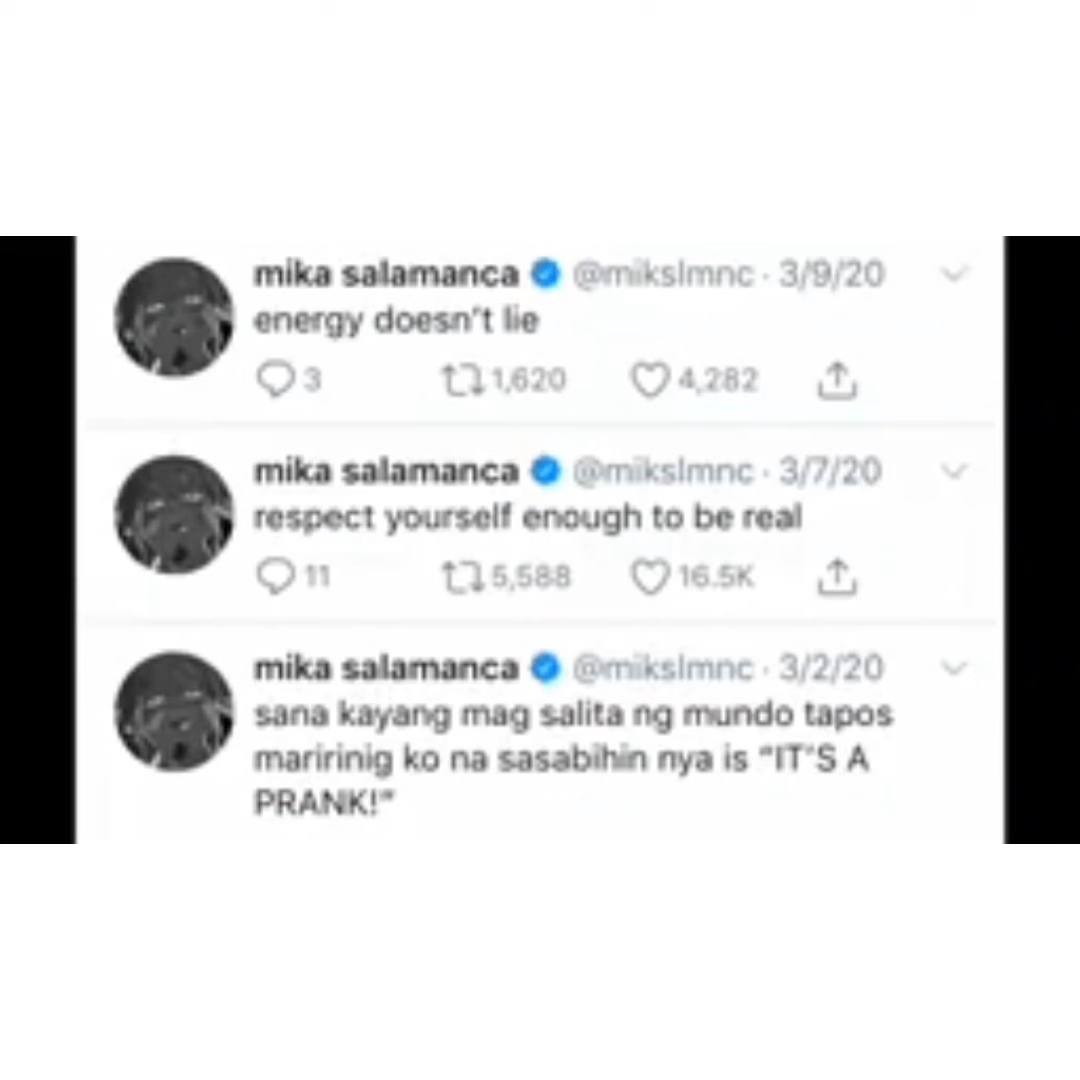 mika salamanca @mikslmnc · 3/9/20
energy doesn't lie
3 1,620 4,282
mika salamanca @mikslmnc · 3/7/20
respect yourself enough to be real
11 5,588 16.5K
mika salamanca @mikslmnc · 3/2/20
sana kayang mag salita ng mundo tapos
maririnig ko na sasabihin nya is "IT'S A
PRANK!"